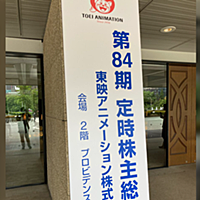 TOEI ANIMATION
第84期 定時株主総
東映アニメーション株式
会場 2階 プロビデンス